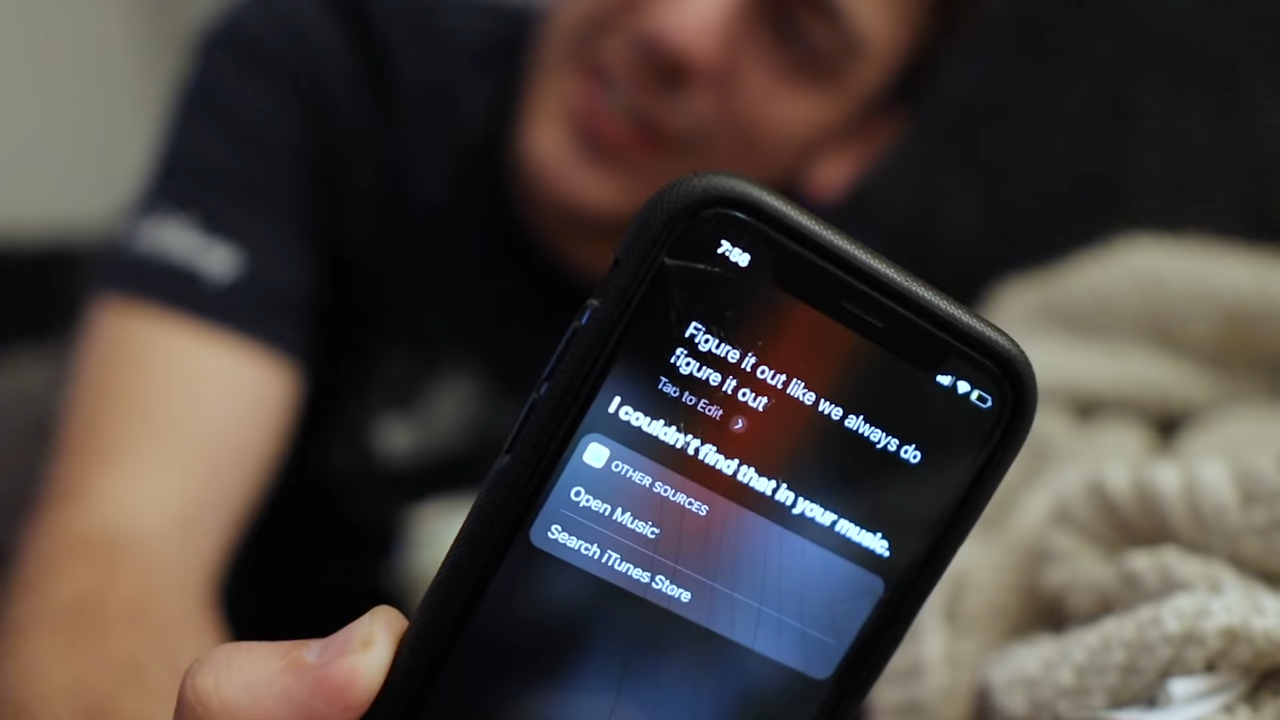 7:56
Figure it out like we always do
figure it out
Tap to Edit
I couldn't find that in your music.
OTHER SOURCES
Open Music
Search iTunes Store